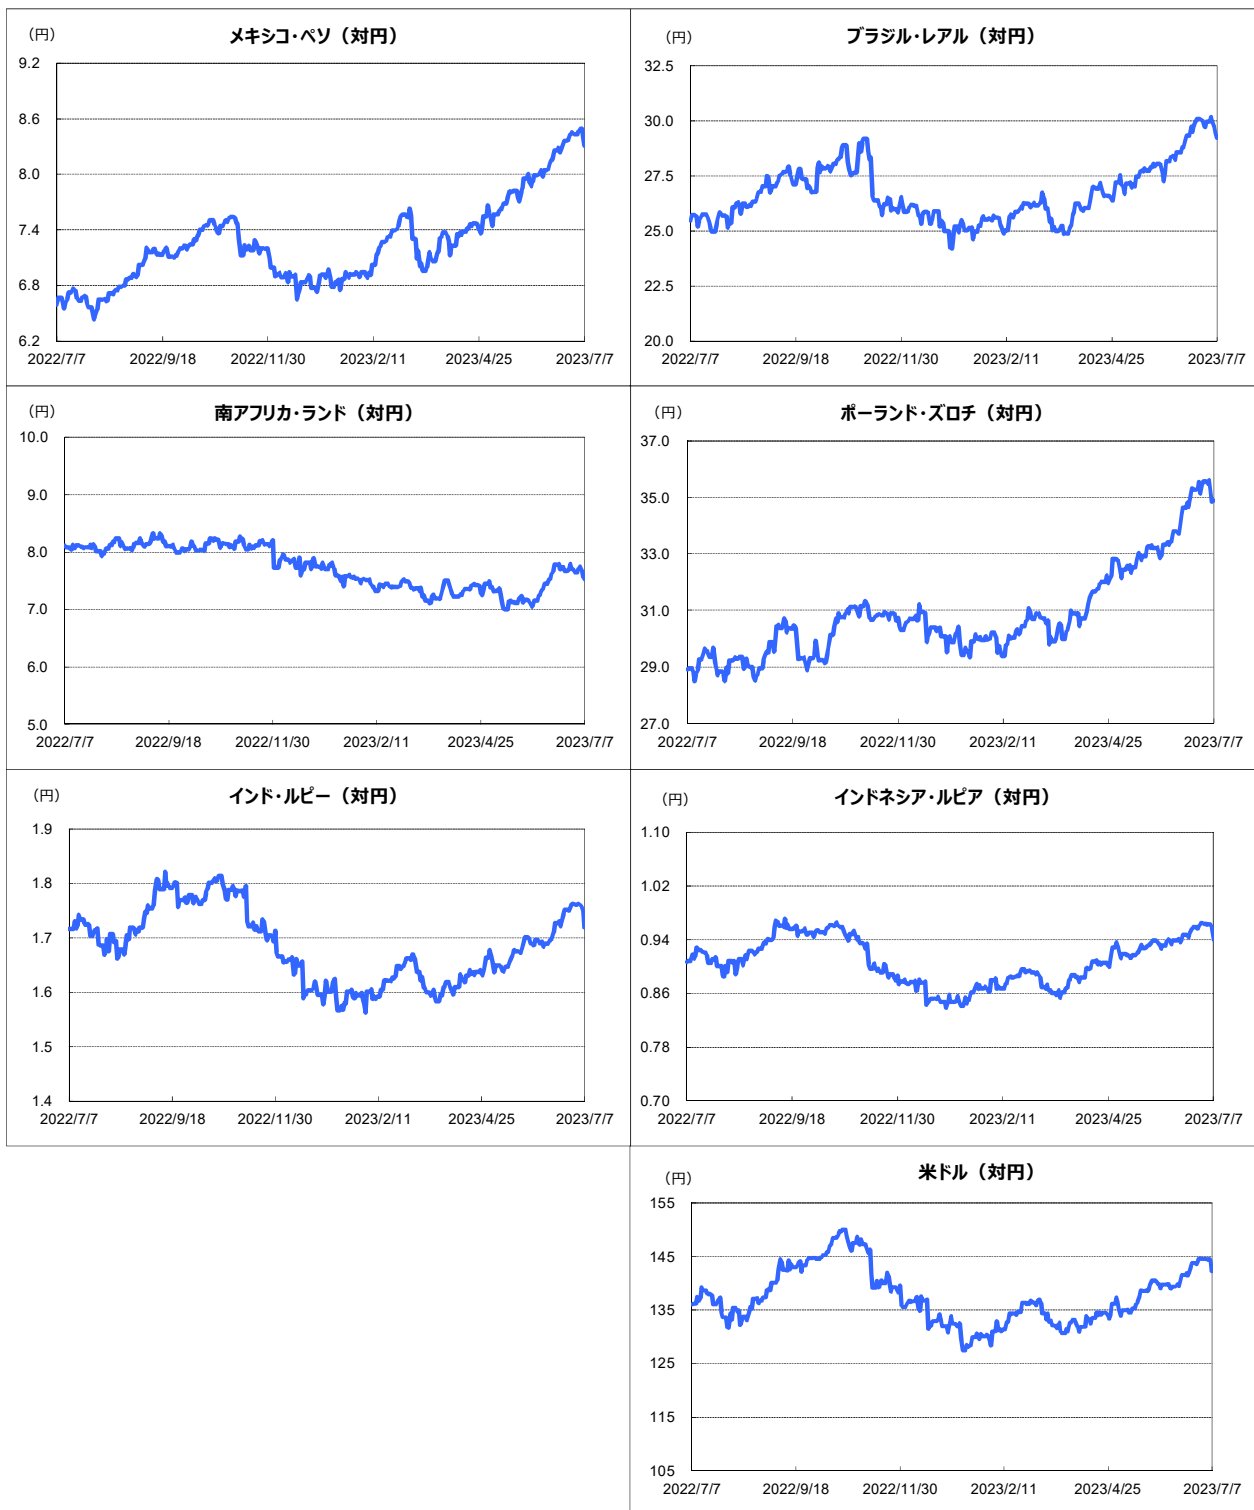 メキシコ・ペソ（対円）
（円）
9.2
8.6
8.0
7.4
6.8
6.2
2022/7/7 2022/9/18 2022/11/30 2023/2/11 2023/4/25 2023/7/7
ブラジル・レアル（対円）
（円）
32.5
30.0
27.5
25.0
22.5
20.0
2022/7/7 2022/9/18 2022/11/30 2023/2/11 2023/4/25 2023/7/7
南アフリカ・ランド（対円）
（円）
10.0
9.0
8.0
7.0
6.0
5.0
2022/7/7 2022/9/18 2022/11/30 2023/2/11 2023/4/25 2023/7/7
ポーランド・ズロチ（対円）
（円）
37.0
35.0
33.0
31.0
29.0
27.0
2022/7/7 2022/9/18 2022/11/30 2023/2/11 2023/4/25 2023/7/7
インド・ルピー（対円）
（円）
1.9
1.8
1.7
1.6
1.5
1.4
2022/7/7 2022/9/18 2022/11/30 2023/2/11 2023/4/25 2023/7/7
インドネシア・ルピア（対円）
（円）
1.10
1.02
0.94
0.86
0.78
0.70
2022/7/7 2022/9/18 2022/11/30 2023/2/11 2023/4/25 2023/7/7
米ドル（対円）
（円）
155
145
135
125
115
105
2022/7/7 2022/9/18 2022/11/30 2023/2/11 2023/4/25 2023/7/7